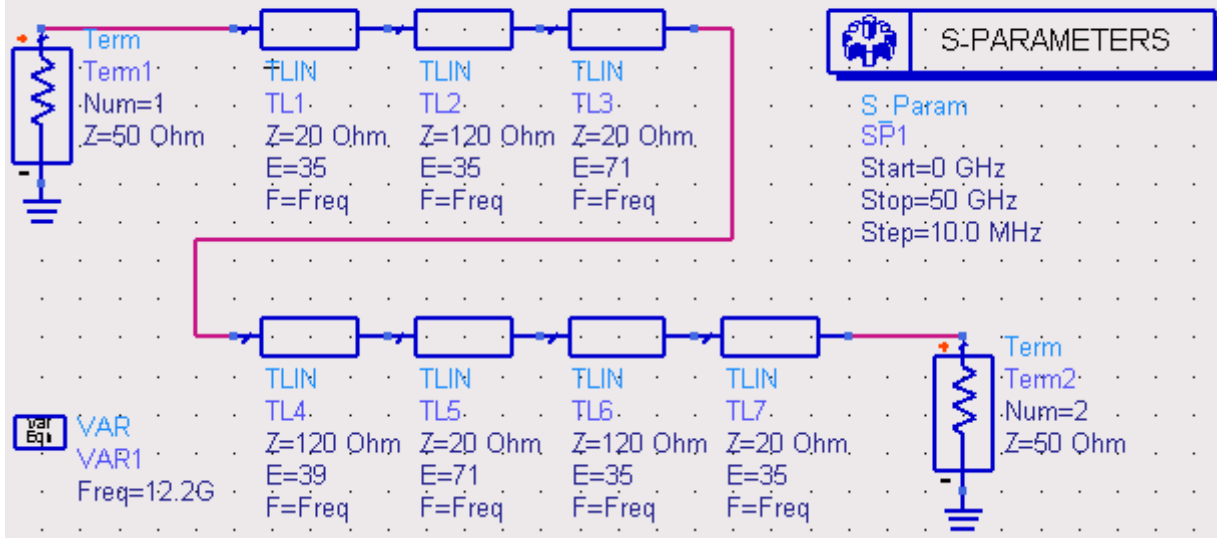 Term
Term1
Num=1
Z=50 Ohm
TLIN
TL1
Z=20 Ohm
E=35
F=Freq
TLIN
TL2
Z=120 Ohm
E=35
F=Freq
TLIN
TL3
Z=20 Ohm
E=71
F=Freq
S-PARAMETERS
S_Param
SP1
Start=0 GHz
Stop=50 GHz
Step=10.0 MHz
Var
Eqn
VAR
VAR1
Freq=12.2G
TLIN
TL4
Z=120 Ohm
E=39
F=Freq
TLIN
TL5
Z=20 Ohm
E=71
F=Freq
TLIN
TL6
Z=120 Ohm
E=35
F=Freq
TLIN
TL7
Z=20 Ohm
E=35
F=Freq
Term
Term2
Num=2
Z=50 Ohm